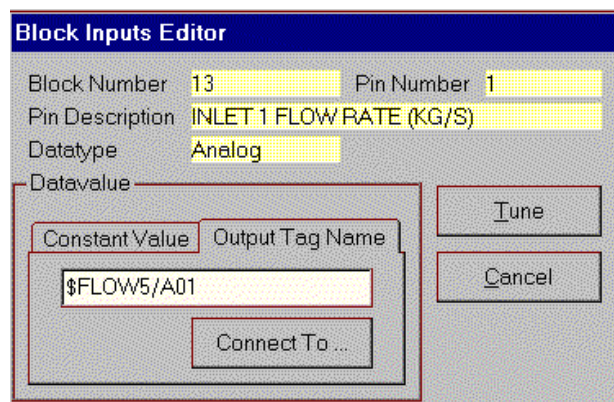 Block Inputs Editor
Block Number 13 Pin Number 1
Pin Description INLET 1 FLOW RATE (KG/S)
Datatype Analog
Datavalue
Constant Value Output Tag Name
$FLOW5/A01
Connect To ...
Tune
Cancel